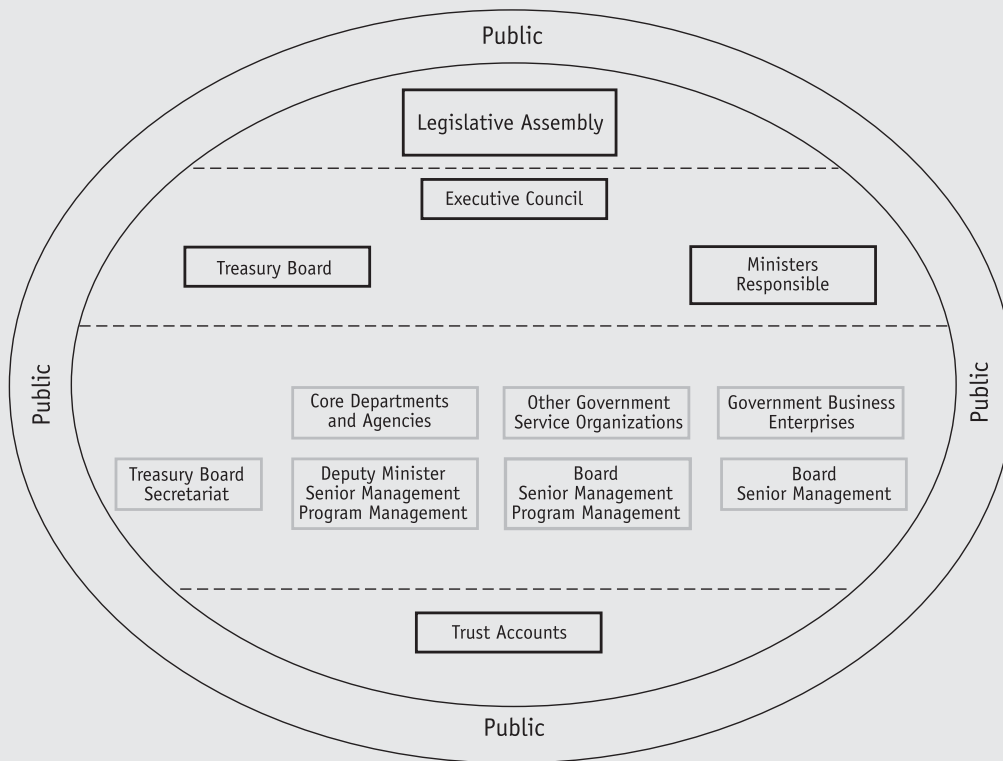 Public
Legislative Assembly
Executive Council
Treasury Board
Ministers
Responsible
Public
Public
Core Departments
and Agencies
Other Government
Service Organizations
Government Business
Enterprises
Treasury Board
Secretariat
Deputy Minister
Senior Management
Program Management
Board
Senior Management
Program Management
Board
Senior Management
Trust Accounts
Public